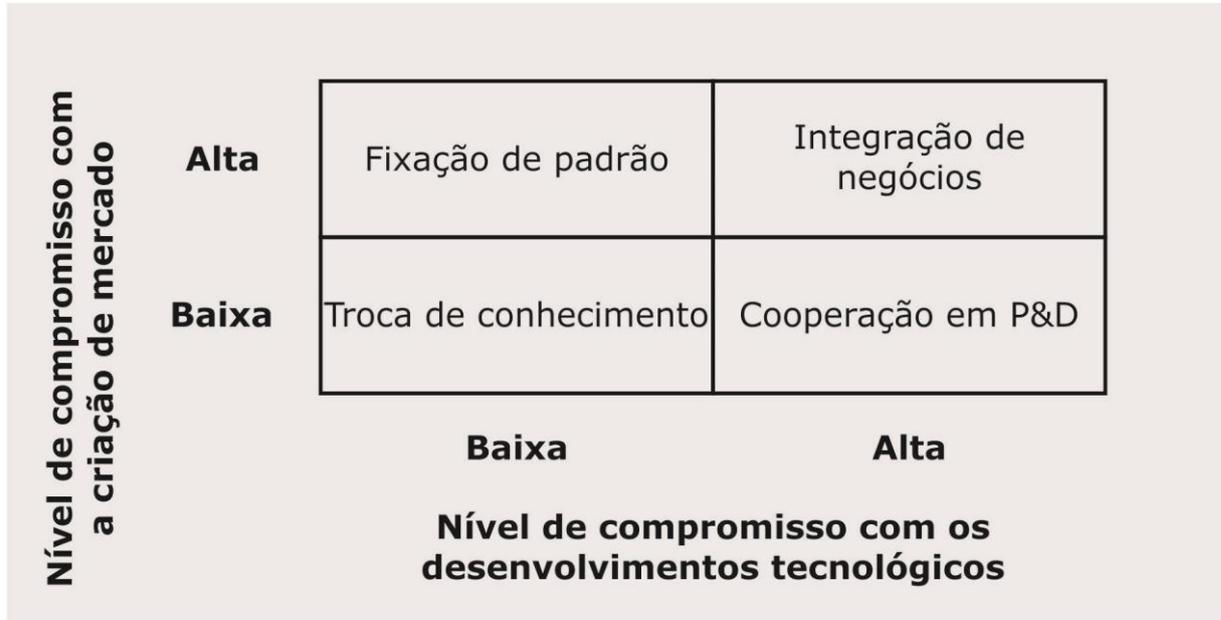 Nível de compromisso com
a criação de mercado
Alta
Fixação de padrão
Integração de
negócios
Baixa
Troca de conhecimento
Cooperação em P&D
Baixa
Alta
Nível de compromisso com os
desenvolvimentos tecnológicos